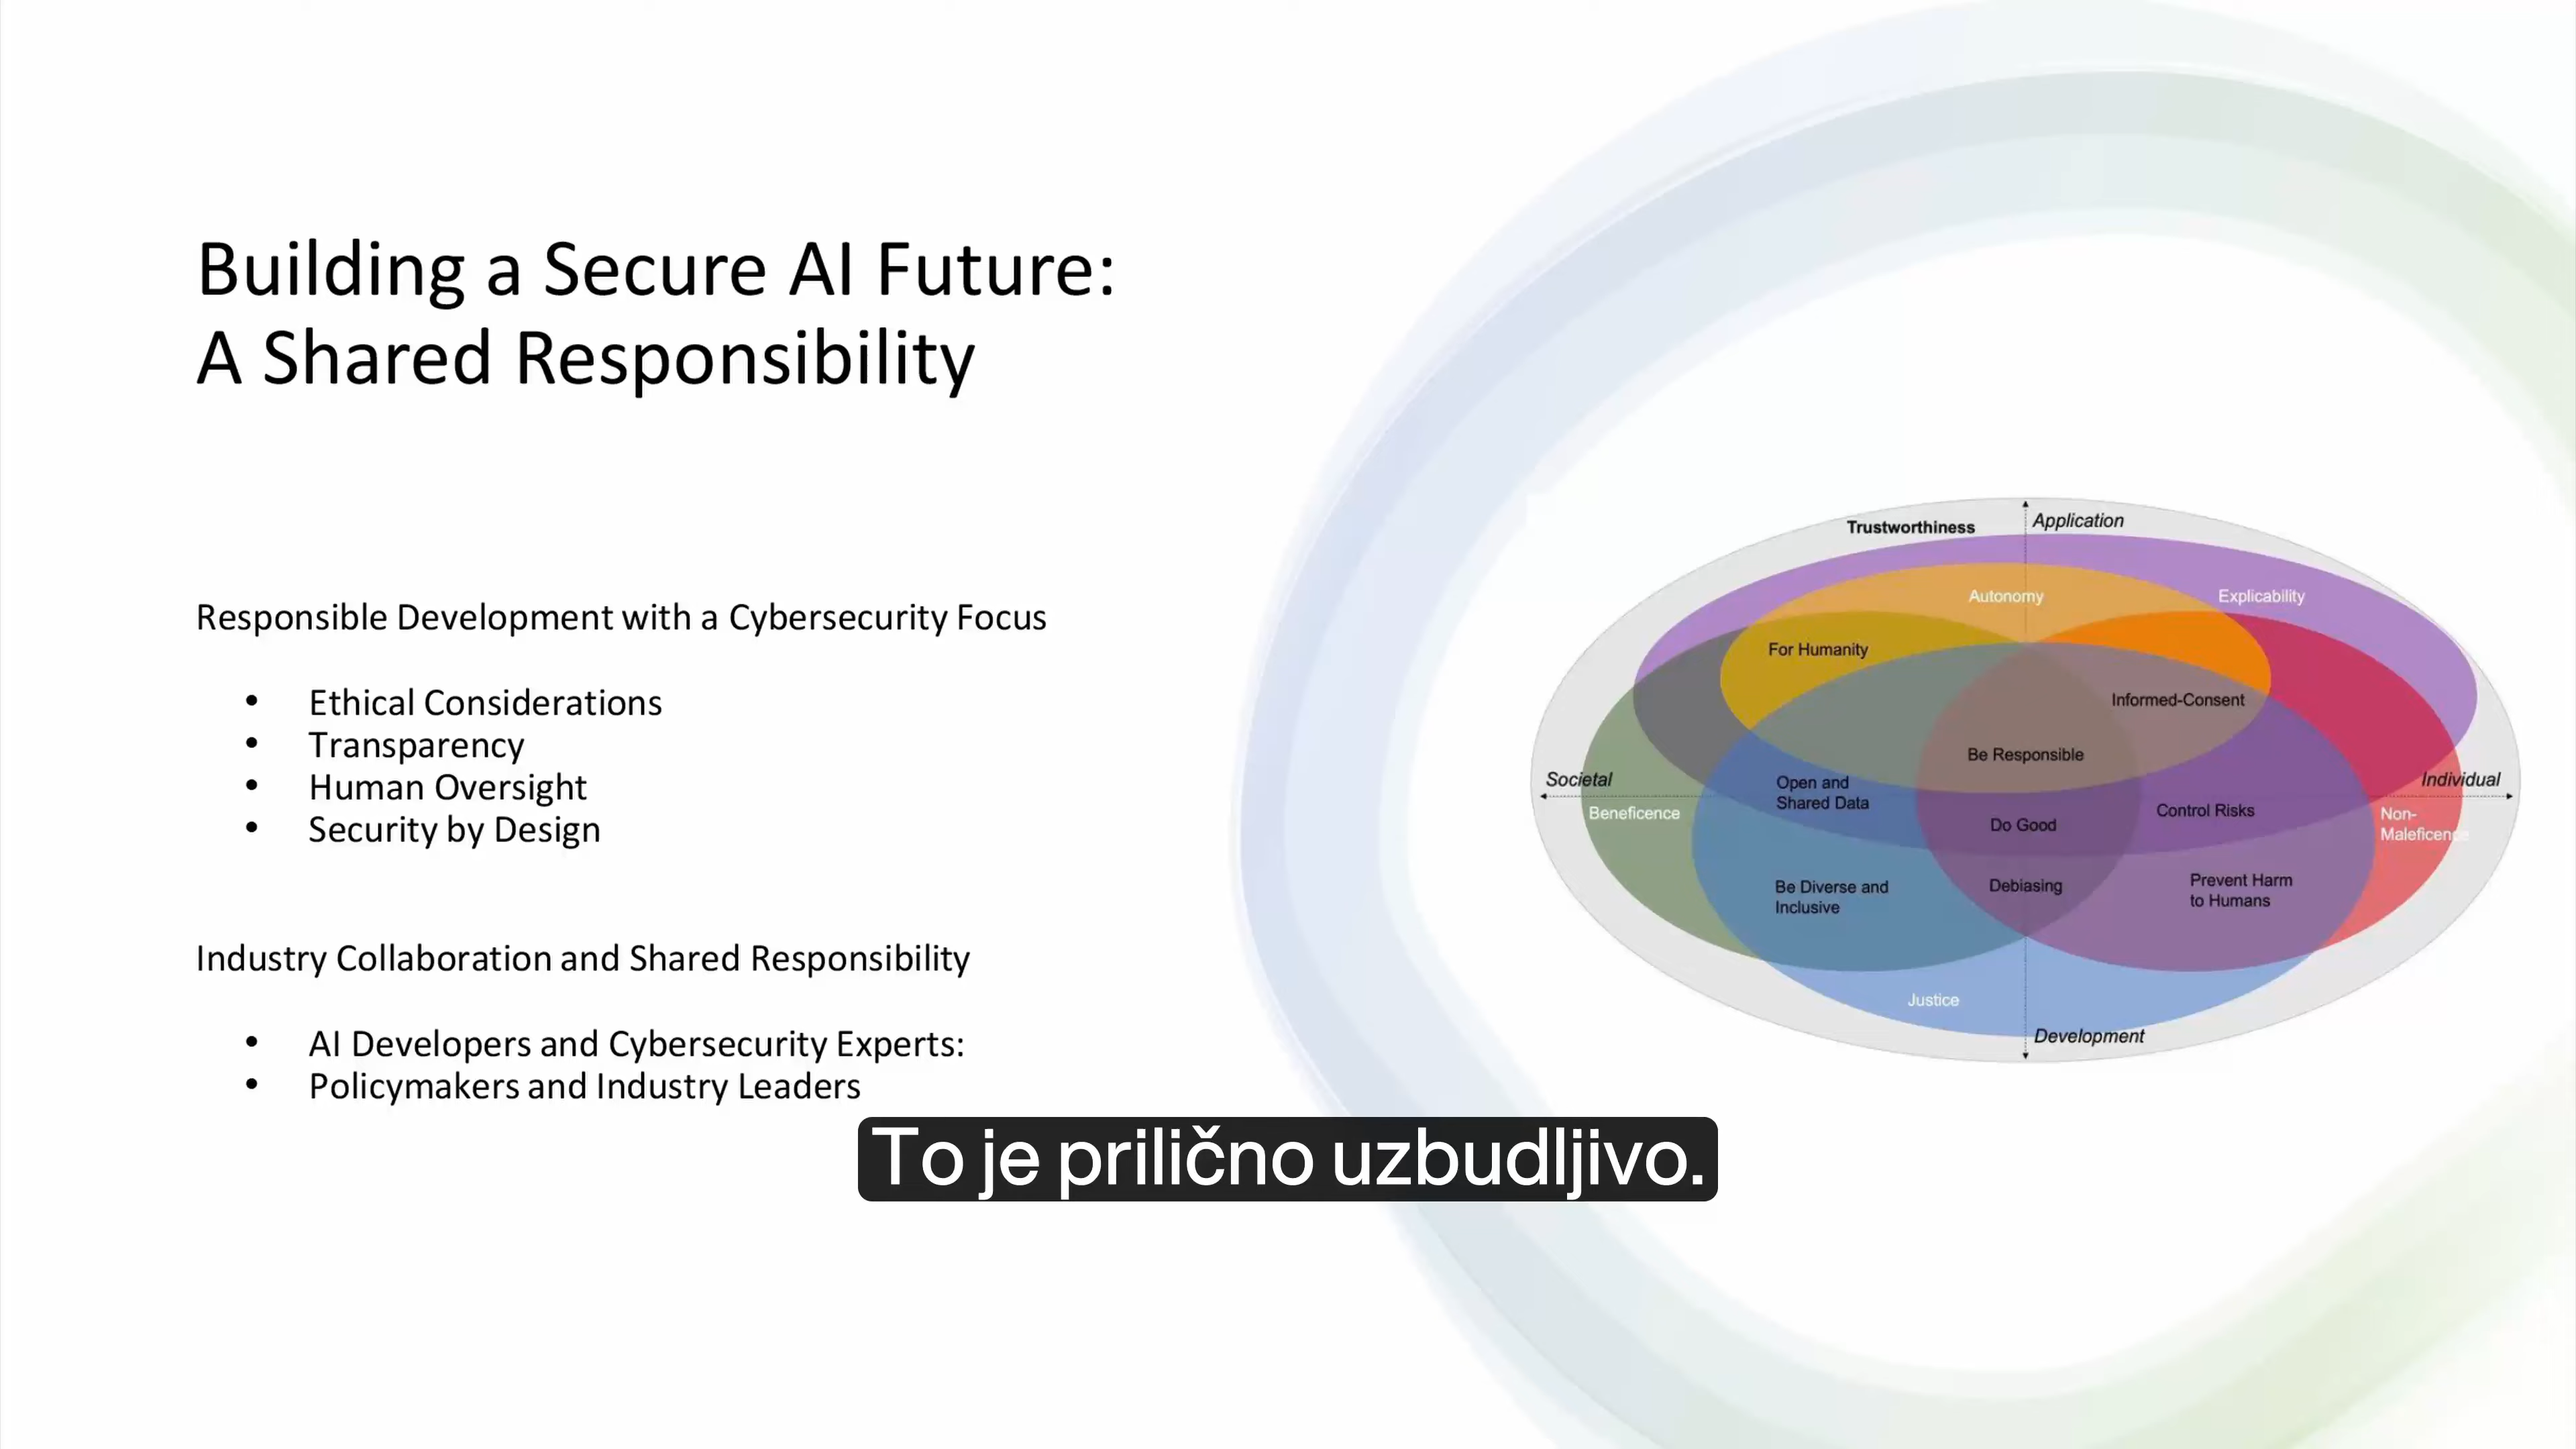 Building a Secure AI Future:
A Shared Responsibility
Responsible Development with a Cybersecurity Focus
• Ethical Considerations
• Transparency
• Human Oversight
• Security by Design
Industry Collaboration and Shared Responsibility
• AI Developers and Cybersecurity Experts:
• Policymakers and Industry Leaders
Trustworthiness
Application
Autonomy
Explicability
For Humanity
Informed-Consent
Be Responsible
Societal
Individual
Open and
Shared Data
Beneficence
Control Risks
Non-
Maleficence
Do Good
Be Diverse and
Inclusive
Debiasing
Prevent Harm
to Humans
Justice
Development
To je prilično uzbudljivo.